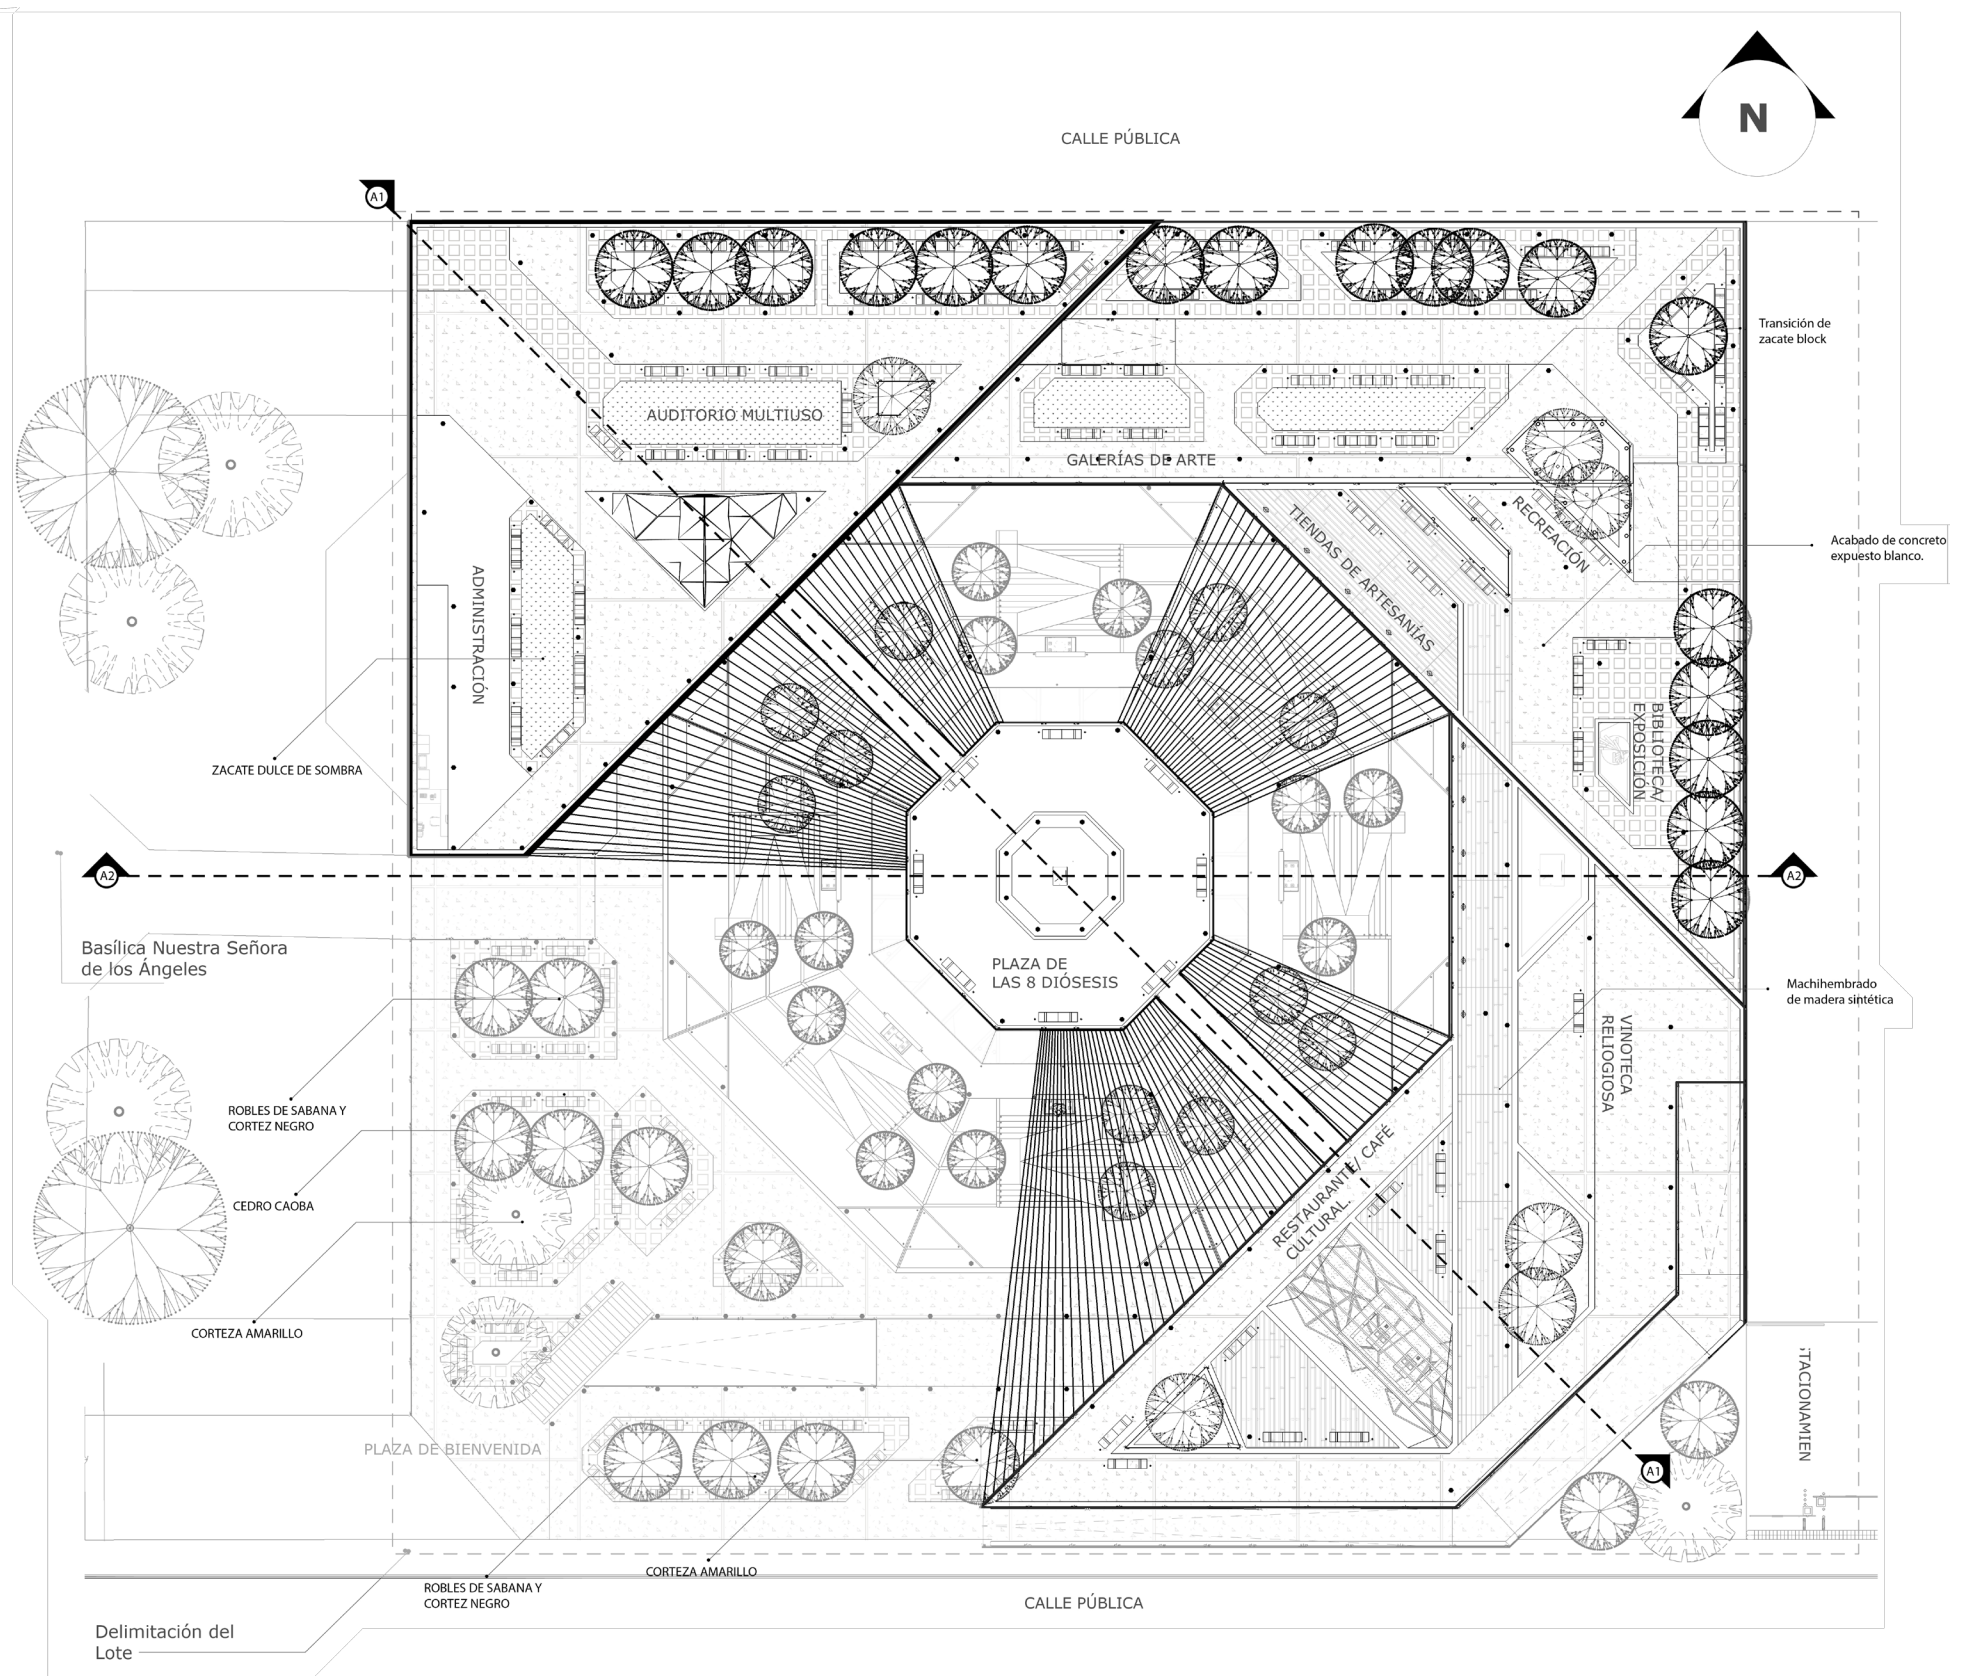 N
CALLE PÚBLICA
A1
Transición de
zacate block
AUDITORIO MULTIUSO
GALERÍAS DE ARTE
TIENDAS DE ARTESANÍAS
RECREACIÓN
Acabado de concreto
expuesto blanco.
ADMINISTRACIÓN
BIBLIOTECA/
EXPOSICIÓN
ZACATE DULCE DE SOMBRA
A2
A2
Basílica Nuestra Señora
de los Ángeles
PLAZA DE
LAS 8 DIÓSESIS
Machihembrado
de madera sintética
VINOTECA
RELIOGIOSA
ROBLES DE SABANA Y
CORTEZ NEGRO
CEDRO CAOBA
RESTAURANTE/ CAFÉ
CULTURAL.
CORTEZA AMARILLO
STACIONAMIEN
PLAZA DE BIENVENIDA
A1
CORTEZA AMARILLO
ROBLES DE SABANA Y
CORTEZ NEGRO
CALLE PÚBLICA
Delimitación del
Lote